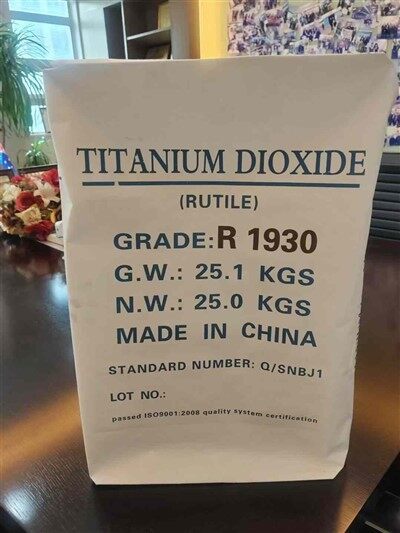 TITANIUM DIOXIDE
(RUTILE)
GRADE: R 1930
G.W.: 25.1 KGS
N.W.: 25.0 KGS
MADE IN CHINA
STANDARD NUMBER: Q/SNBJ1
LOT NO.:
passed ISO9001:2008 quality system certification